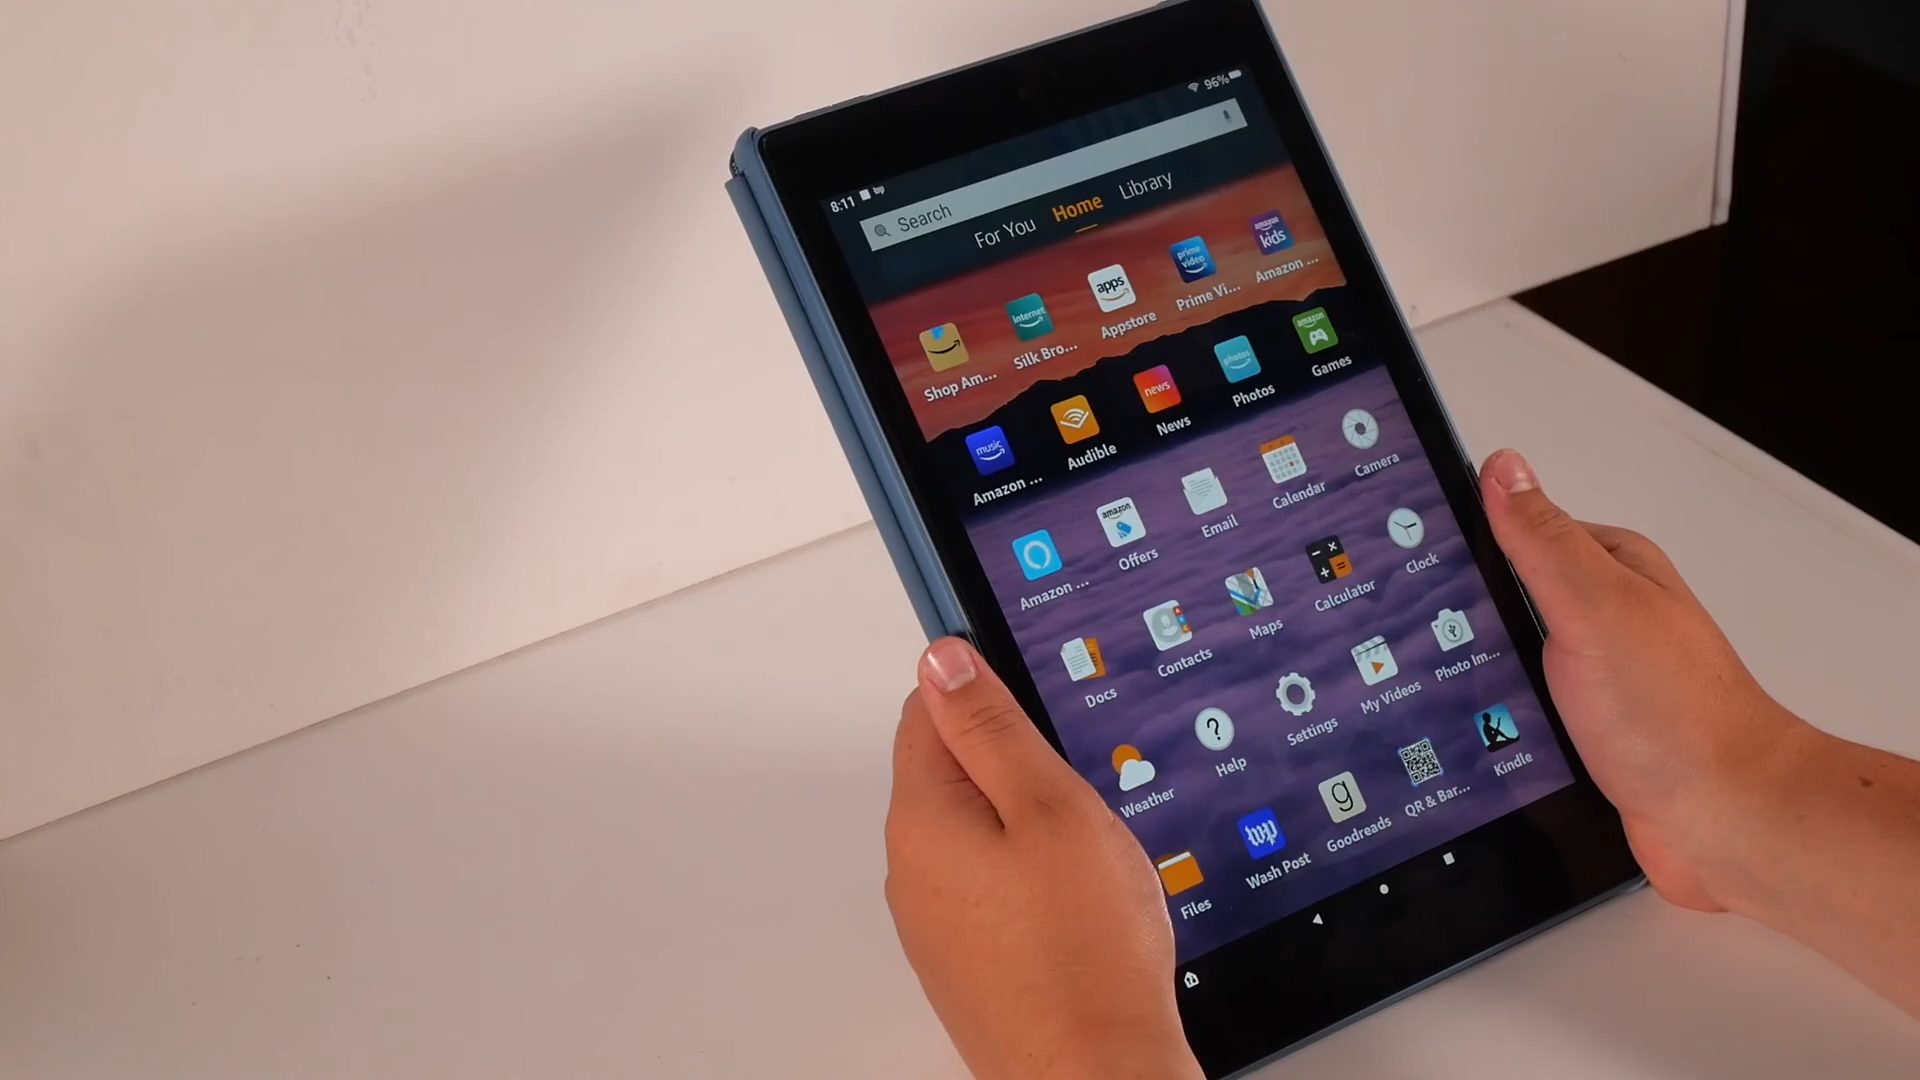 8:11 wp 96%
Search
For You Home Library
amazon kids
prime video
apps
internet
Shop Am... Silk Bro... Appstore Prime Vi... Amazon ...
music news photos amazon
Amazon ... Audible News Photos Games
amazon
Amazon ... Offers Email Calendar Camera
Docs Contacts Maps Calculator Clock
?
Weather Help Settings My Videos Photo Im...
wp g
Files Wash Post Goodreads QR & Bar... Kindle